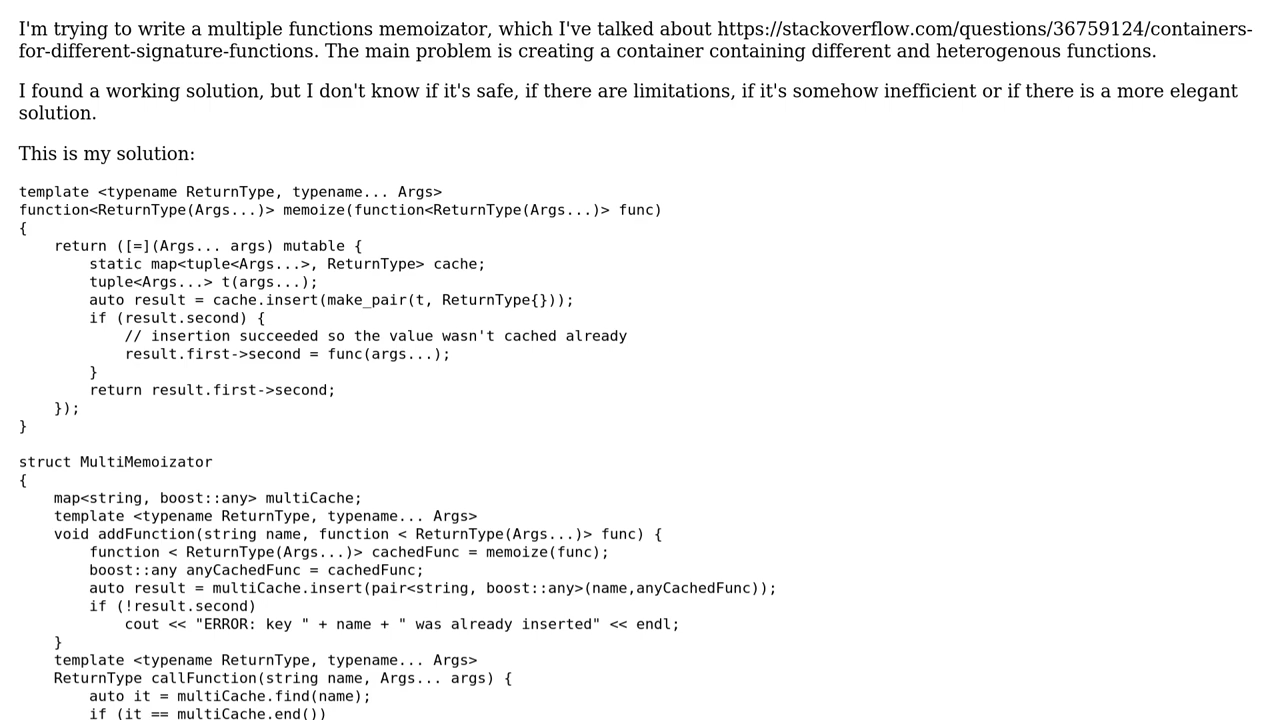 I'm trying to write a multiple functions memoizator, which I've talked about https://stackoverflow.com/questions/36759124/containers-
for-different-signature-functions. The main problem is creating a container containing different and heterogenous functions.
I found a working solution, but I don't know if it's safe, if there are limitations, if it's somehow inefficient or if there is a more elegant
solution.
This is my solution:
template <typename ReturnType, typename... Args>
function<ReturnType(Args...)> memoize(function<ReturnType(Args...)> func)
{
    return ([=](Args... args) mutable {
        static map<tuple<Args...>, ReturnType> cache;
        tuple<Args...> t(args...);
        auto result = cache.insert(make_pair(t, ReturnType{}));
        if (result.second) {
            // insertion succeeded so the value wasn't cached already
            result.first->second = func(args...);
        }
        return result.first->second;
    });
}
struct MultiMemoizator
{
    map<string, boost::any> multiCache;
    template <typename ReturnType, typename... Args>
    void addFunction(string name, function < ReturnType(Args...)> func) {
        function < ReturnType(Args...)> cachedFunc = memoize(func);
        boost::any anyCachedFunc = cachedFunc;
        auto result = multiCache.insert(pair<string, boost::any>(name,anyCachedFunc));
        if (!result.second)
            cout << "ERROR: key " + name + " was already inserted" << endl;
    }
    template <typename ReturnType, typename... Args>
    ReturnType callFunction(string name, Args... args) {
        auto it = multiCache.find(name);
        if (it == multiCache.end())